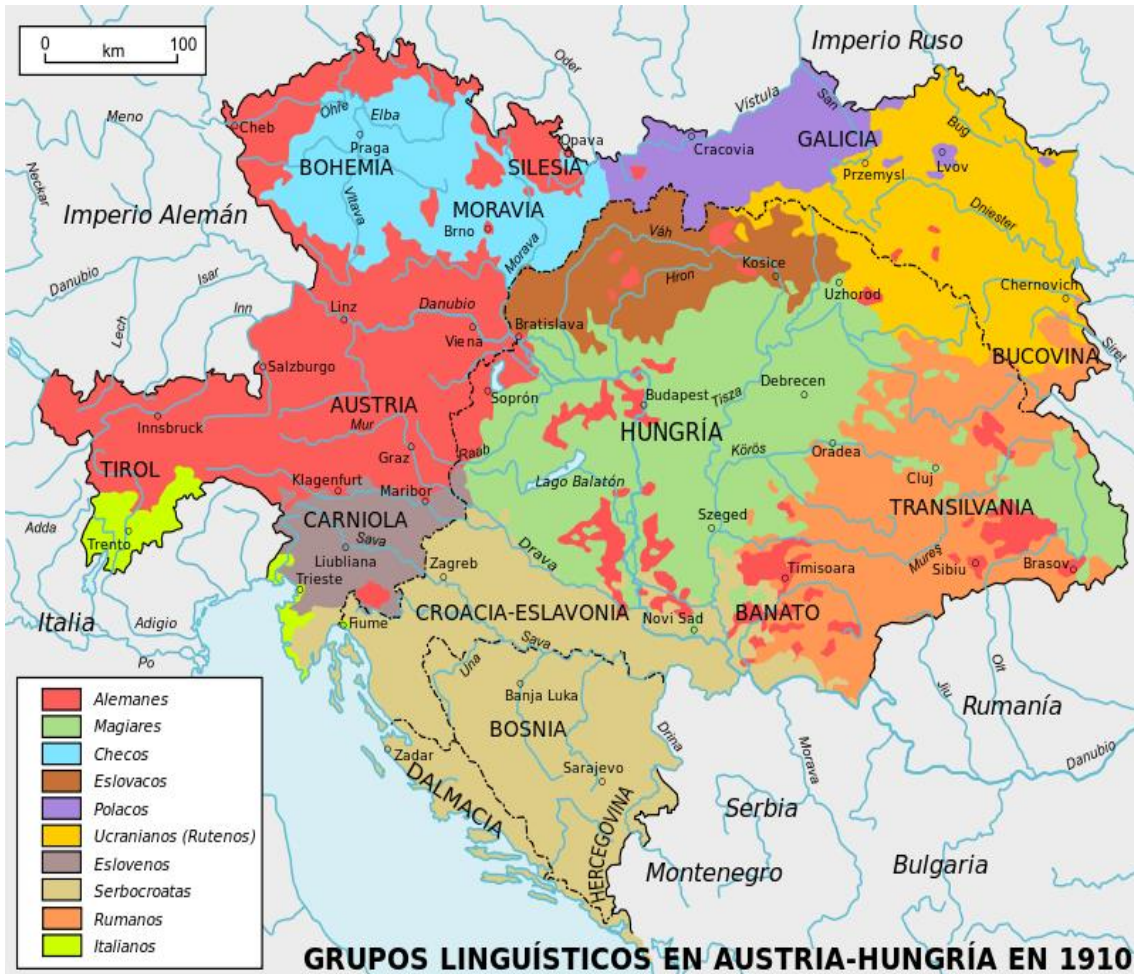 0 100
km
Imperio Ruso
Oder
Meno
Ohře
Elba
Cheb
Praga
BOHEMIA
Opava
SILESIA
Vístula
San
Cracovia
GALICIA
Bug
Przemysl
Lvov
Neckar
Imperio Alemán
Vltava
MORAVIA
Brno
Morava
Dniester
Váh
Hron
Kosice
Uzhorod
Chernovich
Danubio
Isar
Lech
Inn
Linz
Danubio
Viena
Bratislava
BUCOVINA
Siret
Salzburgo
Soprón
Budapest
Tisza
Debrecen
Innsbruck
AUSTRIA
Mur
HUNGRÍA
Graz
Raab
Körös
Oradea
Cluj
TIROL
Klagenfurt
Maribor
Lago Balatón
TRANSILVANIA
Adda
Trento
CARNIOLA
Sava
Liubliana
Szeged
Mureş
Drava
Zagreb
Trieste
Timisoara
Sibiu
Brasov
CROACIA-ESLAVONIA
BANATO
Italia
Adigio
Fiume
Novi Sad
Po
Sava
Una
Banja Luka
Jiu
Olt
Rumanía
BOSNIA
Drina
Zadar
Sarajevo
Morava
Danubio
DALMACIA
HERCEGOVINA
Serbia
Montenegro
Bulgaria
Alemanes
Magiares
Checos
Eslovacos
Polacos
Ucranianos (Rutenos)
Eslovenos
Serbocroatas
Rumanos
Italianos
GRUPOS LINGUÍSTICOS EN AUSTRIA-HUNGRÍA EN 1910